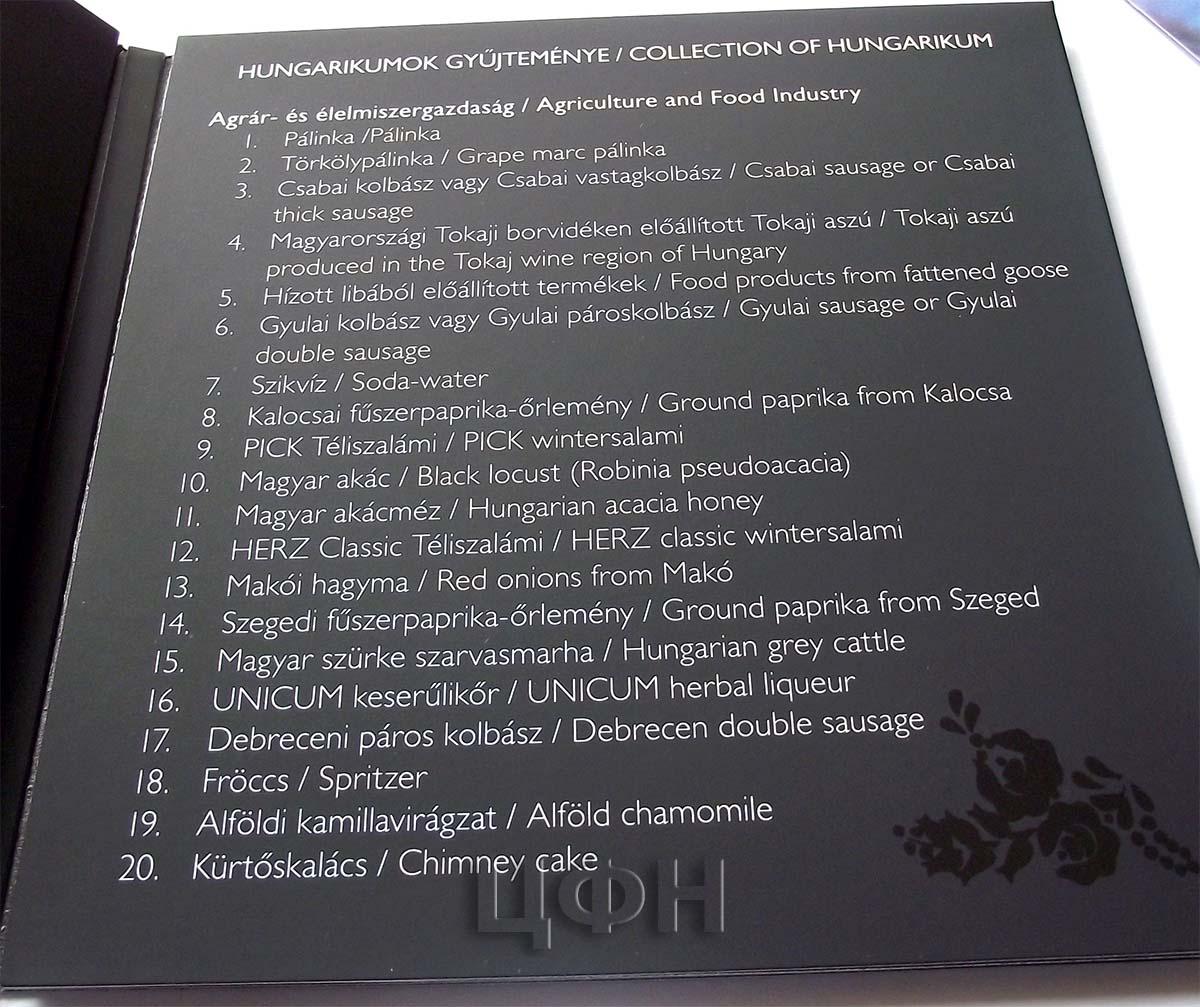 HUNGARIKUMOK GYŰJTEMÉNYE / COLLECTION OF HUNGARIKUM
Agrár- és élelmiszergazdaság / Agriculture and Food Industry
1. Pálinka /Pálinka
2. Törkölypálinka / Grape marc pálinka
3. Csabai kolbász vagy Csabai vastagkolbász / Csabai sausage or Csabai
thick sausage
4. Magyarországi Tokaji borvidéken előállított Tokaji aszú / Tokaji aszú
produced in the Tokaj wine region of Hungary
5. Hízott libából előállított termékek / Food products from fattened goose
6. Gyulai kolbász vagy Gyulai pároskolbász / Gyulai sausage or Gyulai
double sausage
7. Szikvíz / Soda-water
8. Kalocsai fűszerpaprika-őrlemény / Ground paprika from Kalocsa
9. PICK Téliszalámi / PICK wintersalami
10. Magyar akác / Black locust (Robinia pseudoacacia)
11. Magyar akácméz / Hungarian acacia honey
12. HERZ Classic Téliszalámi / HERZ classic wintersalami
13. Makói hagyma / Red onions from Makó
14. Szegedi fűszerpaprika-őrlemény / Ground paprika from Szeged
15. Magyar szürke szarvasmarha / Hungarian grey cattle
16. UNICUM keserűlikőr / UNICUM herbal liqueur
17. Debreceni páros kolbász / Debrecen double sausage
18. Fröccs / Spritzer
19. Alföldi kamillavirágzat / Alföld chamomile
20. Kürtőskalács / Chimney cake
ЦФН